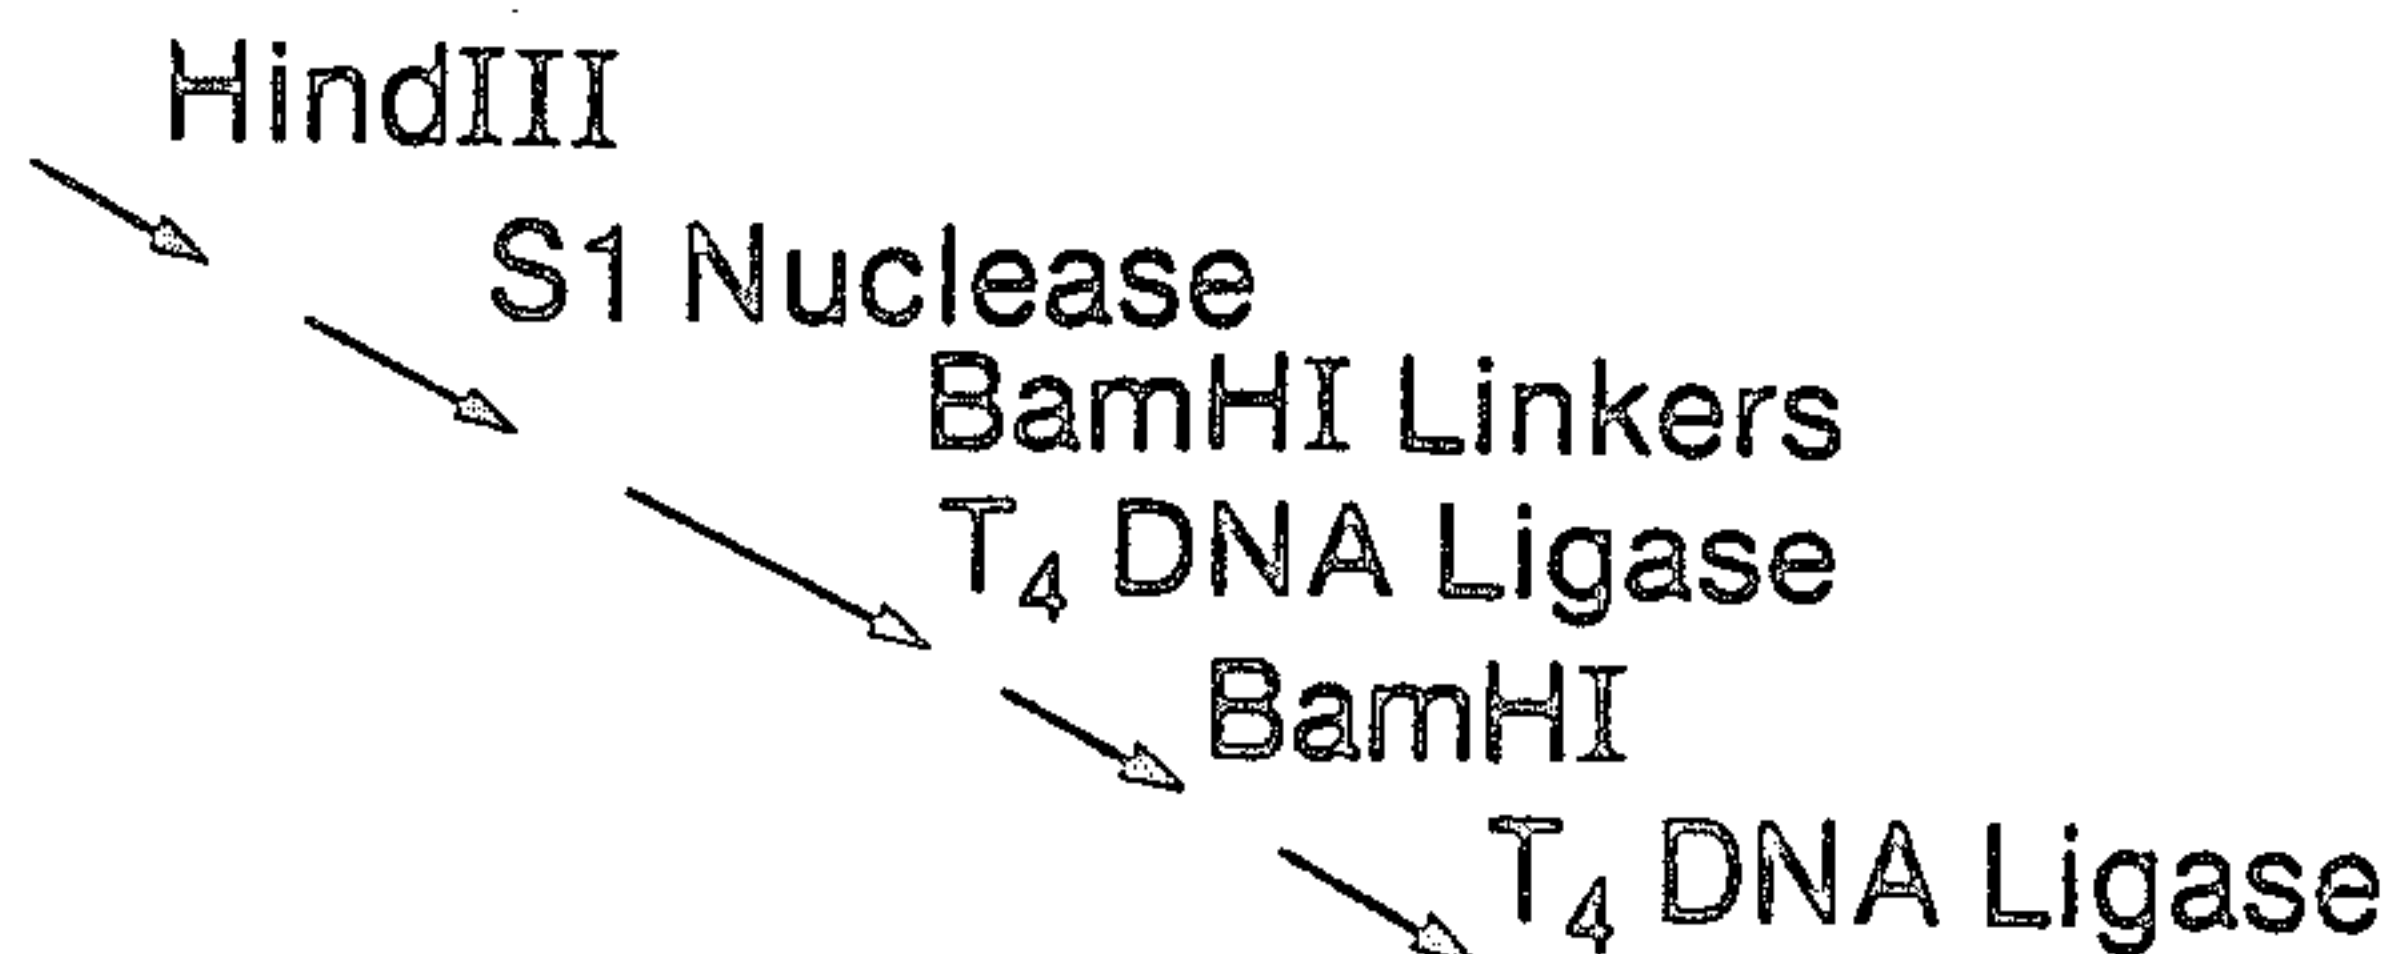 HindIII
S1 Nuclease
BamHI Linkers
T₄ DNA Ligase
BamHI
T₄ DNA Ligase